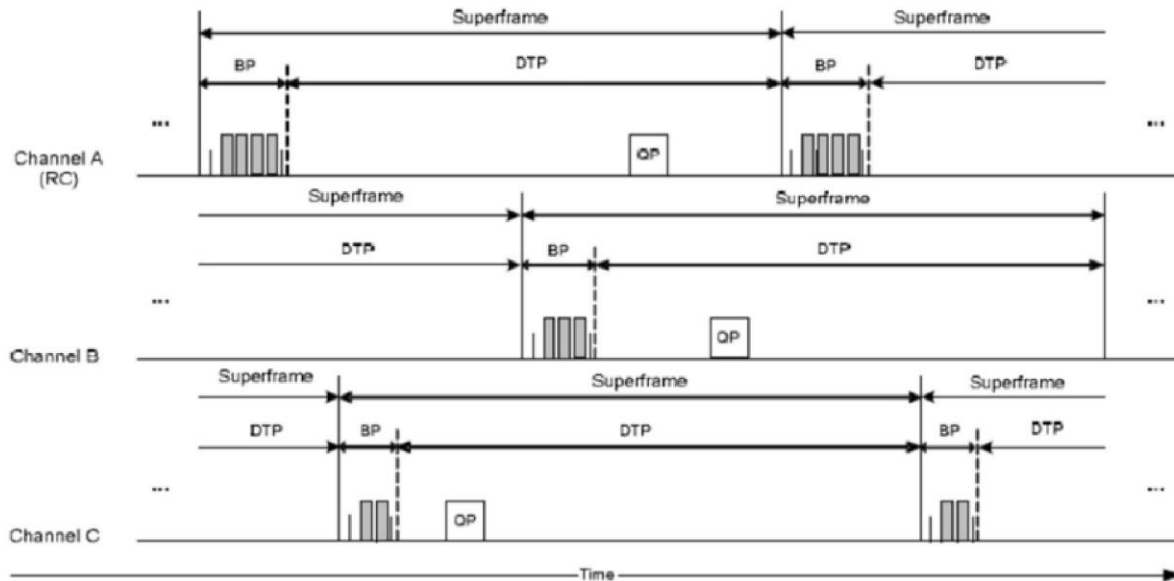 Superframe Superframe
BP DTP BP DTP
... ...
Channel A QP
(RC)
Superframe Superframe
DTP BP DTP
... ...
Channel B QP
Superframe Superframe Superframe
DTP BP DTP BP DTP
... ...
Channel C QP
Time